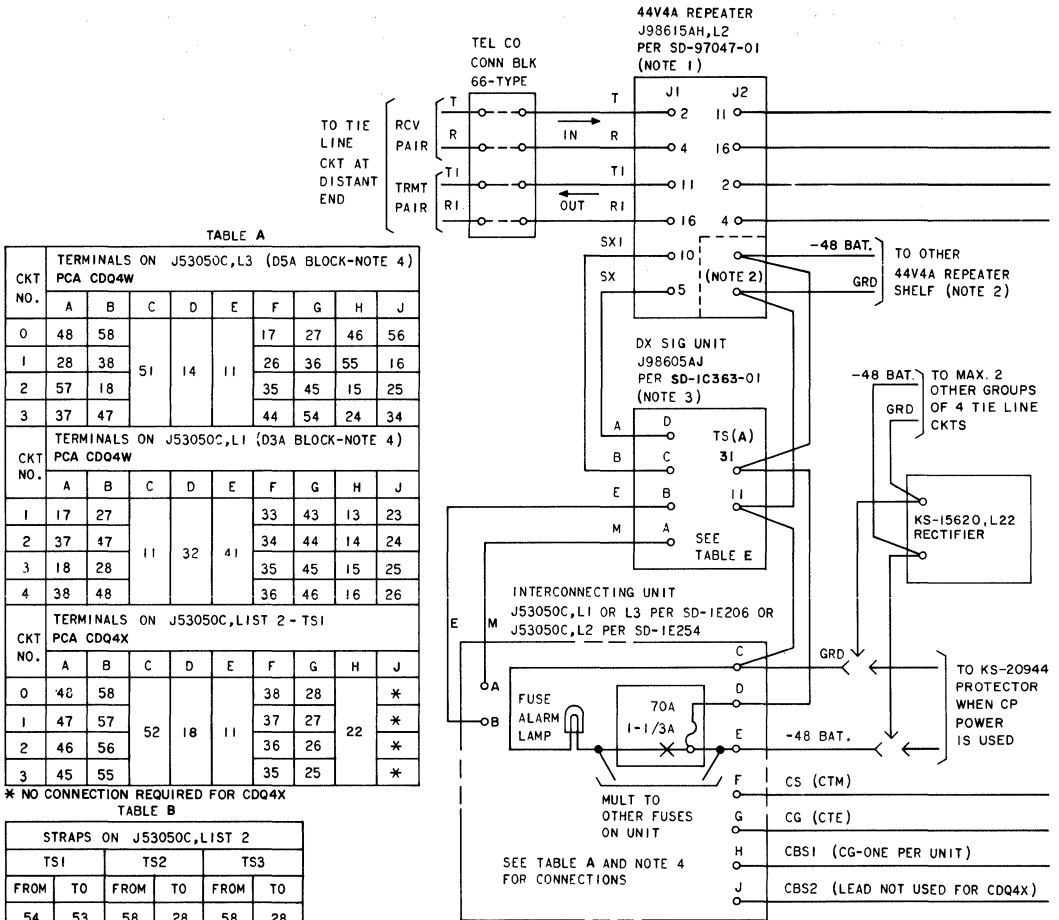 44V4A REPEATER
J98615AH,L2
PER SD-97047-01
(NOTE 1)
TEL CO
CONN BLK
66-TYPE
J1 J2
TO TIE
LINE
CKT AT
DISTANT
END
RCV
PAIR
TRMT
PAIR
T T 2 11
R IN R 4 16
T1 T1 11 2
R1 OUT R1 16 4
SX1 10
SX 5
(NOTE 2)
-48 BAT.
GRD
TO OTHER
44V4A REPEATER
SHELF (NOTE 2)
DX SIG UNIT
J98605AJ
PER SD-1C363-01
(NOTE 3)
A D
B C
E B
M A
TS(A)
31
11
SEE
TABLE E
-48 BAT.
GRD
TO MAX. 2
OTHER GROUPS
OF 4 TIE LINE
CKTS
KS-15620,L22
RECTIFIER
INTERCONNECTING UNIT
J53050C,L1 OR L3 PER SD-1E206 OR
J53050C,L2 PER SD-1E254
E M
A
B
FUSE
ALARM
LAMP
70A
1-1/3A
C GRD
D
E -48 BAT.
TO KS-20944
PROTECTOR
WHEN CP
POWER
IS USED
MULT TO
OTHER FUSES
ON UNIT
F CS (CTM)
G CG (CTE)
H CBS1 (CG-ONE PER UNIT)
J CBS2 (LEAD NOT USED FOR CDQ4X)
SEE TABLE A AND NOTE 4
FOR CONNECTIONS
TABLE A
CKT NO.
TERMINALS ON J53050C,L3 (D5A BLOCK-NOTE 4)
PCA CDQ4W
A B C D E F G H J
0 48 58 51 14 11 17 27 46 56
1 28 38 26 36 55 16
2 57 18 35 45 15 25
3 37 47 44 54 24 34
CKT NO.
TERMINALS ON J53050C,L1 (D3A BLOCK-NOTE 4)
PCA CDQ4W
A B C D E F G H J
1 17 27 11 32 41 33 43 13 23
2 37 47 34 44 14 24
3 18 28 35 45 15 25
4 38 48 36 46 16 26
CKT NO.
TERMINALS ON J53050C,LIST 2 - TS1
PCA CDQ4X
A B C D E F G H J
0 48 58 52 18 11 38 28 22 *
1 47 57 37 27 *
2 46 56 36 26 *
3 45 55 35 25 *
* NO CONNECTION REQUIRED FOR CDQ4X
TABLE B
STRAPS ON J53050C,LIST 2
TS1 TS2 TS3
FROM TO FROM TO FROM TO
54 53 58 28 58 28